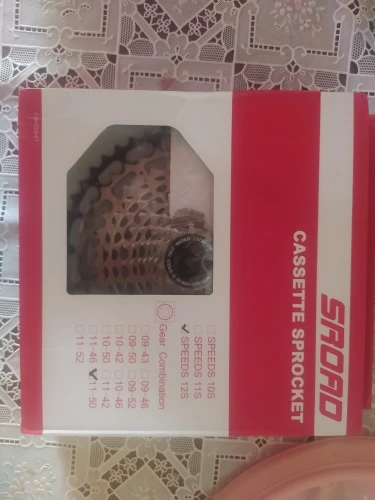 SROAD
CASSETTE SPROCKET
SPEEDS 10S
SPEEDS 11S
SPEEDS 12S
Gear Combination
09-43 09-46
09-50 09-52
10-42 10-46
10-50 11-42
11-46 11-50
11-52